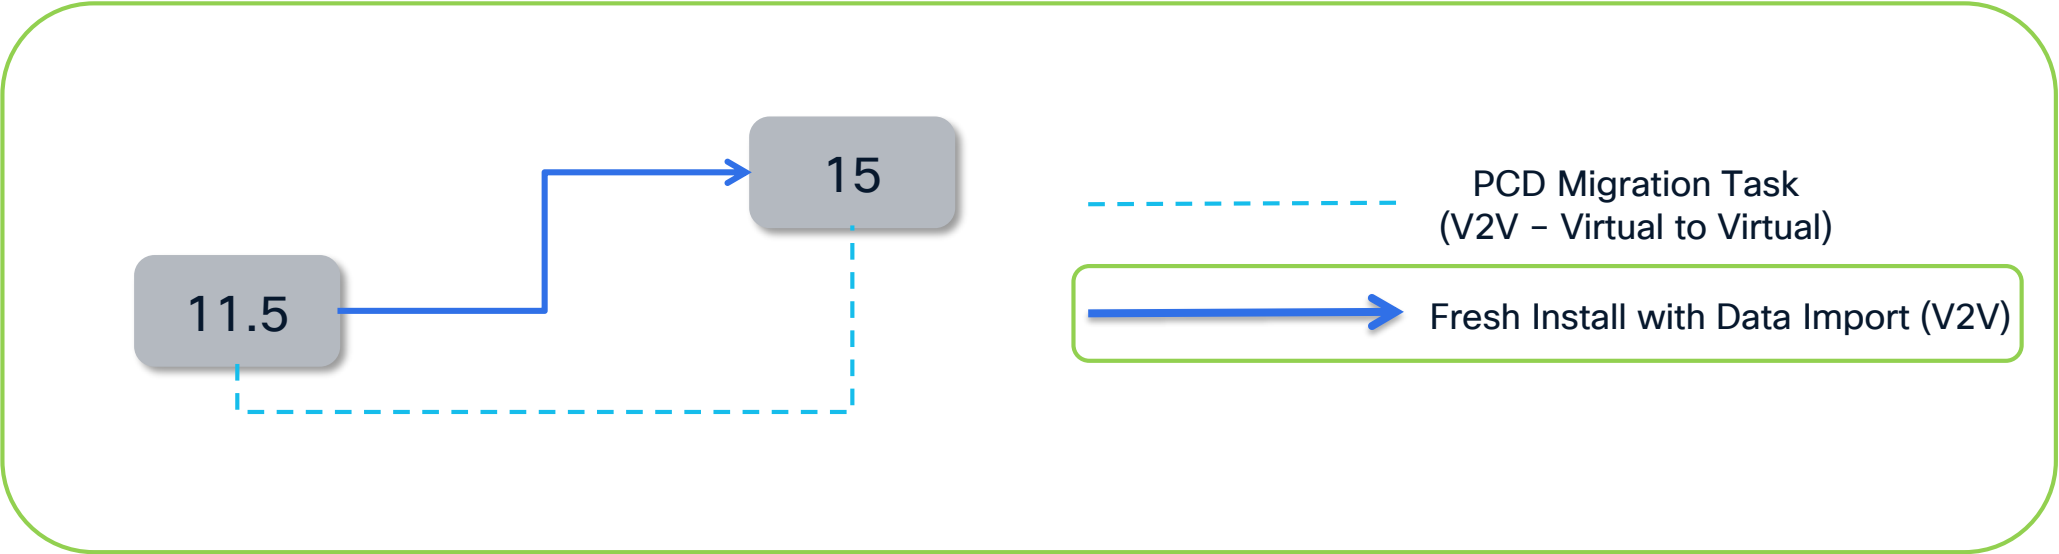 15
11.5
PCD Migration Task
(V2V – Virtual to Virtual)
Fresh Install with Data Import (V2V)